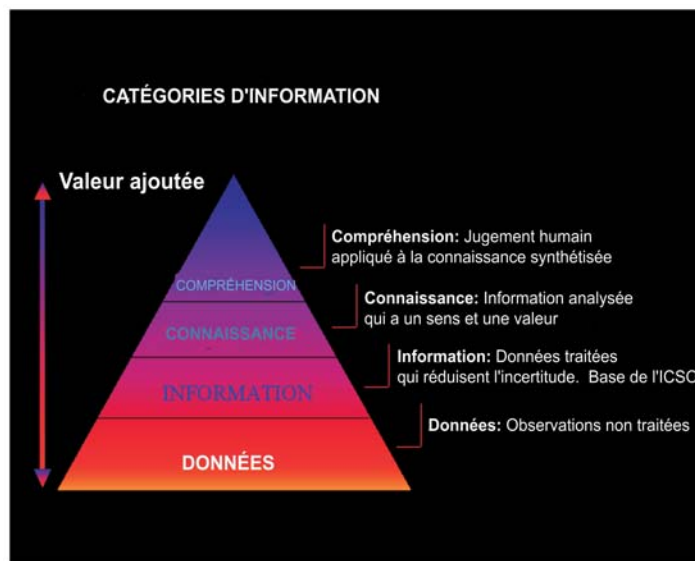 CATÉGORIES D'INFORMATION
Valeur ajoutée
Compréhension: Jugement humain
appliqué à la connaissance synthétisée
COMPRÉHENSION
Connaissance: Information analysée
qui a un sens et une valeur
CONNAISSANCE
Information: Données traitées
qui réduisent l'incertitude. Base de l'ICSC
INFORMATION
Données: Observations non traitées
DONNÉES